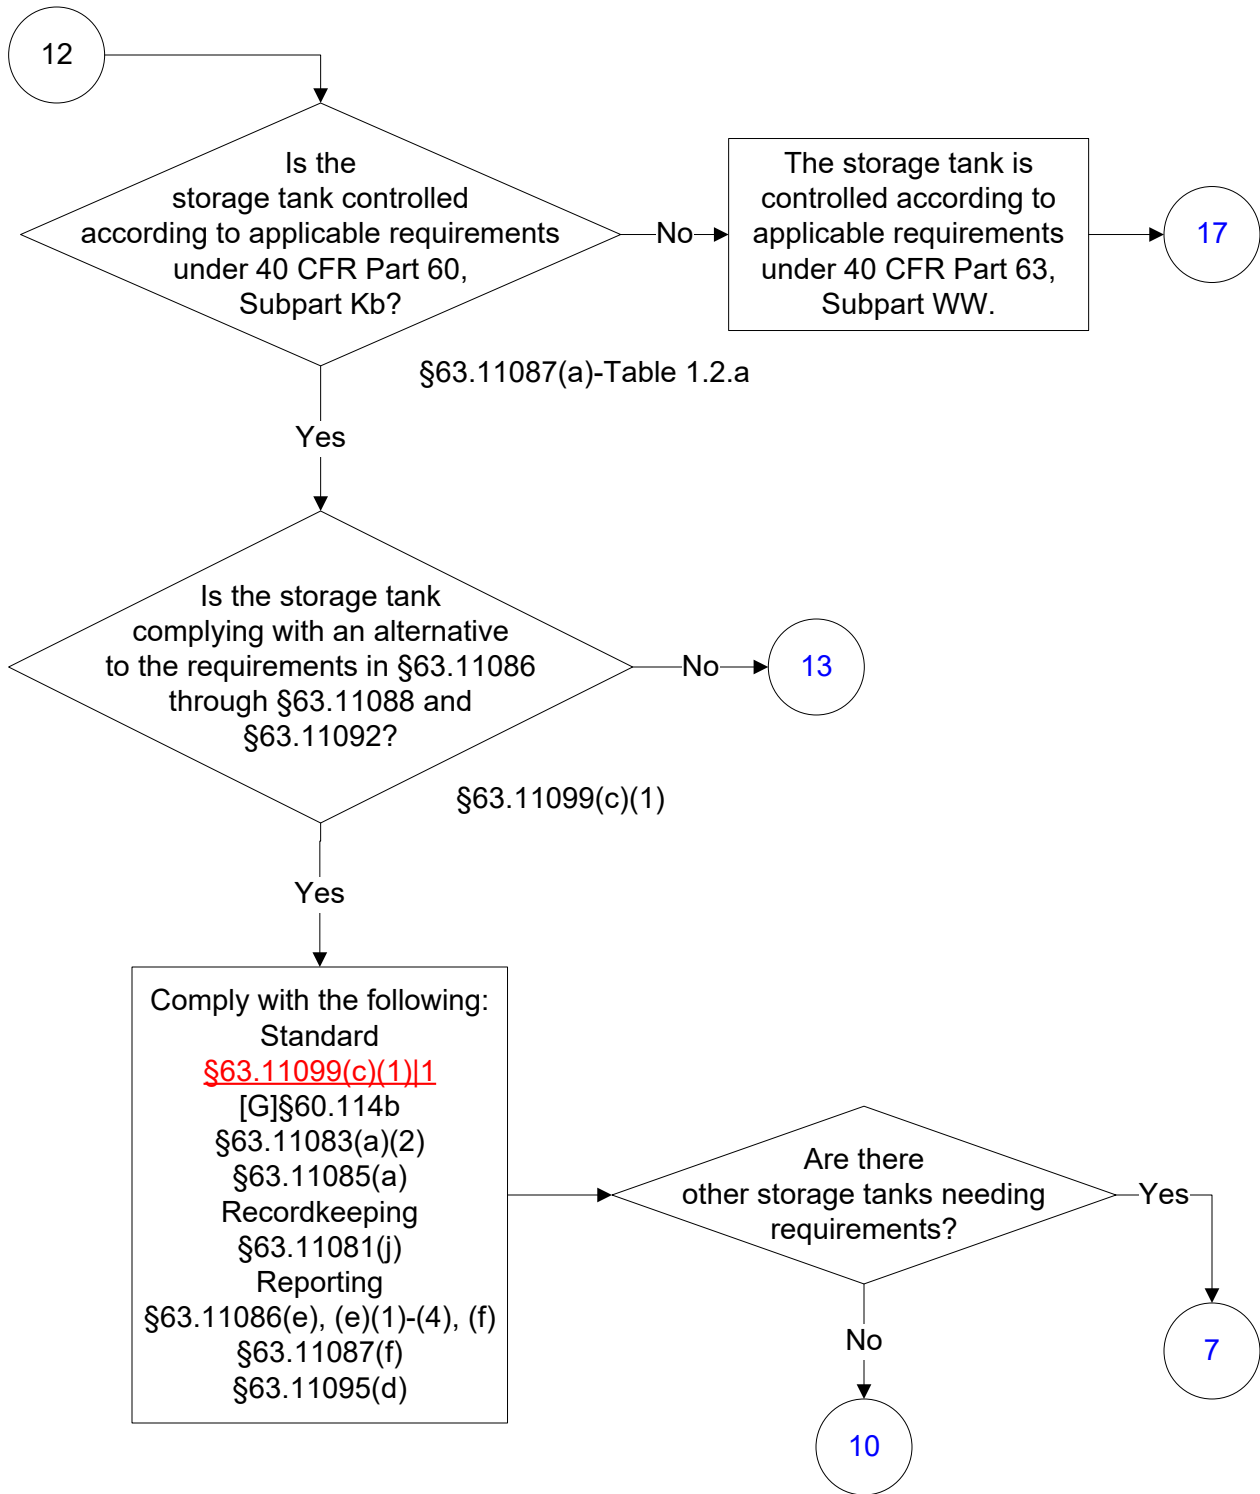 12
Is the
storage tank controlled
according to applicable requirements
under 40 CFR Part 60,
Subpart Kb?
No
The storage tank is
controlled according to
applicable requirements
under 40 CFR Part 63,
Subpart WW.
17
§63.11087(a)-Table 1.2.a
Yes
Is the storage tank
complying with an alternative
to the requirements in §63.11086
through §63.11088 and
§63.11092?
No
13
§63.11099(c)(1)
Yes
Comply with the following:
Standard
§63.11099(c)(1)|1
[G]§60.114b
§63.11083(a)(2)
§63.11085(a)
Recordkeeping
§63.11081(j)
Reporting
§63.11086(e), (e)(1)-(4), (f)
§63.11087(f)
§63.11095(d)
Are there
other storage tanks needing
requirements?
Yes
7
No
10